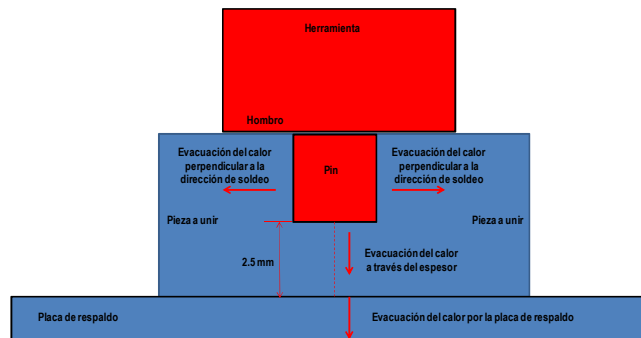 Herramienta
Hombro
Evacuación del calor
perpendicular a la
dirección de soldeo
Pin
Evacuación del calor
perpendicular a la
dirección de soldeo
Pieza a unir
Pieza a unir
2.5 mm
Evacuación del calor
a través del espesor
Placa de respaldo
Evacuación del calor por la placa de respaldo